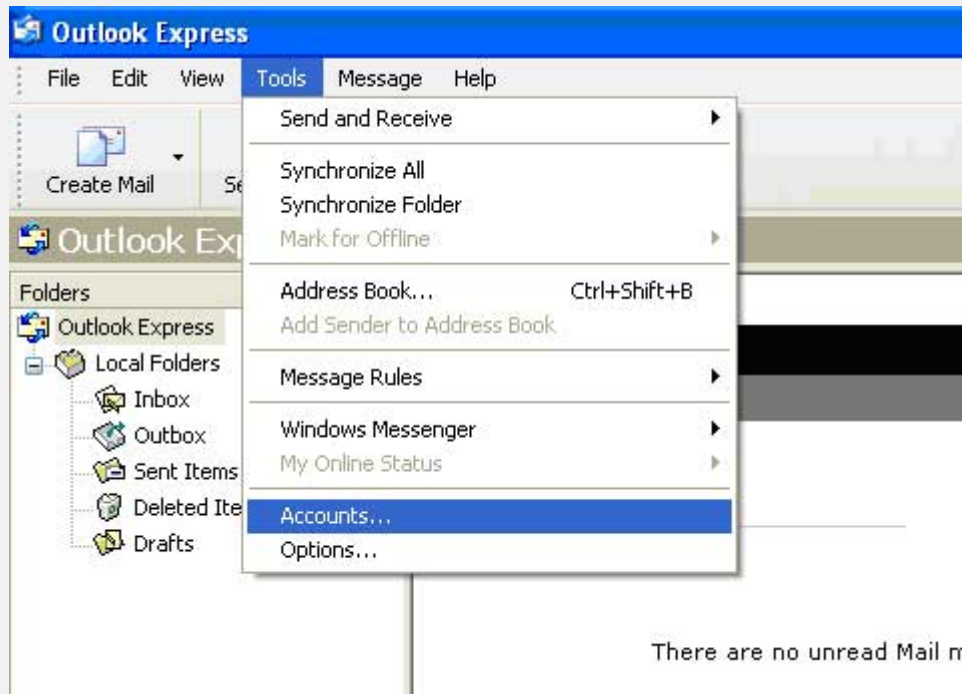 Outlook Express
File Edit View Tools Message Help
Send and Receive
Create Mail
Synchronize All
Synchronize Folder
Mark for Offline
Outlook
Folders
Address Book... Ctrl+Shift+B
Outlook Express
Add Sender to Address Book
Local Folders
Message Rules
Inbox
Outbox
Windows Messenger
Sent Items
My Online Status
Deleted
Accounts...
Drafts
Options...
There are no unread Mail